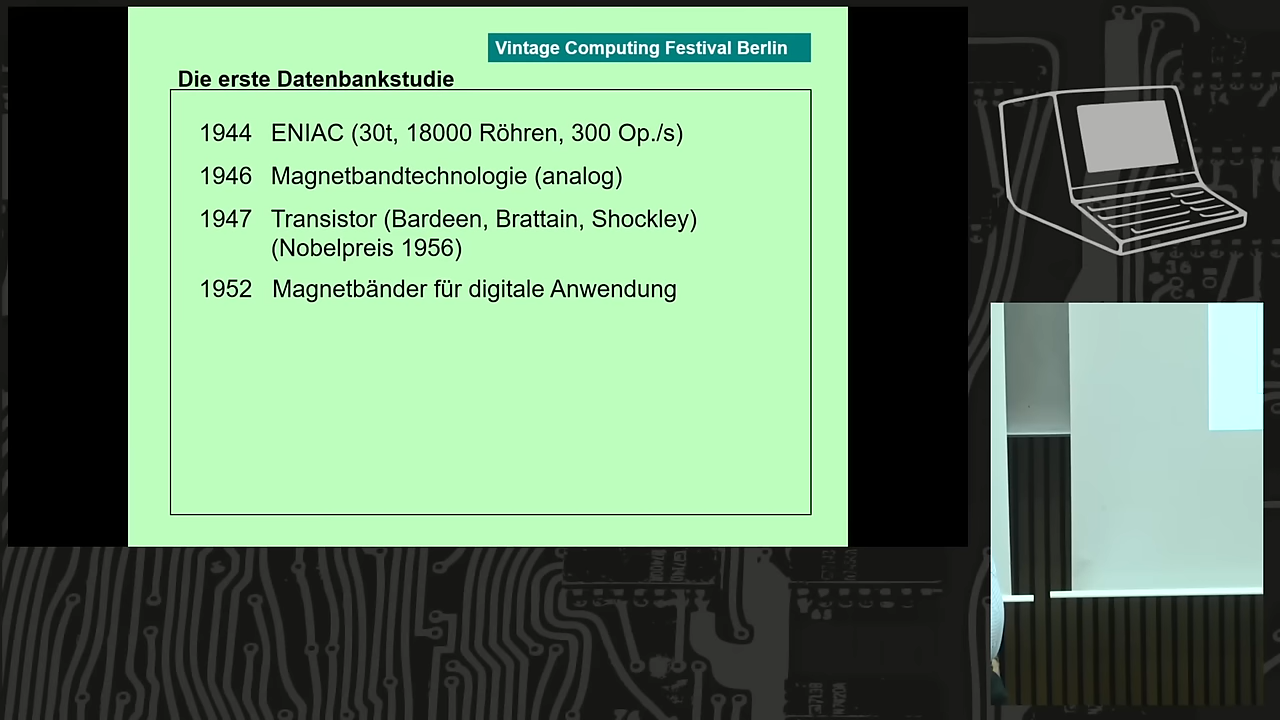 Vintage Computing Festival Berlin
Die erste Datenbankstudie
1944 ENIAC (30t, 18000 Röhren, 300 Op./s)
1946 Magnetbandtechnologie (analog)
1947 Transistor (Bardeen, Brattain, Shockley)
(Nobelpreis 1956)
1952 Magnetbänder für digitale Anwendung